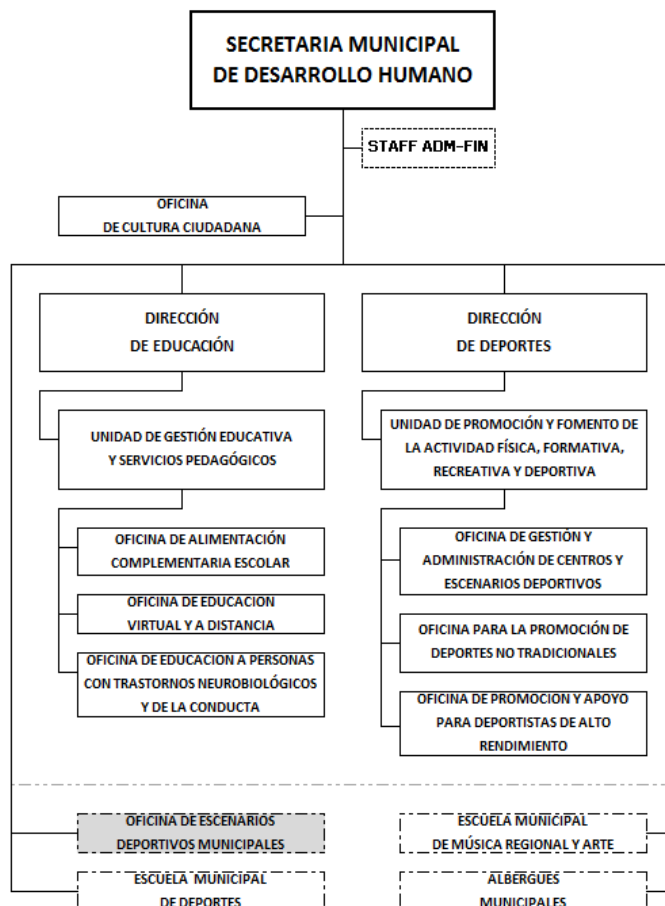 SECRETARIA MUNICIPAL
DE DESARROLLO HUMANO
STAFF ADM-FIN
OFICINA
DE CULTURA CIUDADANA
DIRECCIÓN
DE EDUCACIÓN
DIRECCIÓN
DE DEPORTES
UNIDAD DE GESTIÓN EDUCATIVA
Y SERVICIOS PEDAGÓGICOS
UNIDAD DE PROMOCIÓN Y FOMENTO DE
LA ACTIVIDAD FÍSICA, FORMATIVA,
RECREATIVA Y DEPORTIVA
OFICINA DE ALIMENTACIÓN
COMPLEMENTARIA ESCOLAR
OFICINA DE EDUCACION
VIRTUAL Y A DISTANCIA
OFICINA DE EDUCACION A PERSONAS
CON TRASTORNOS NEUROBIOLÓGICOS
Y DE LA CONDUCTA
OFICINA DE GESTIÓN Y
ADMINISTRACIÓN DE CENTROS Y
ESCENARIOS DEPORTIVOS
OFICINA PARA LA PROMOCIÓN DE
DEPORTES NO TRADICIONALES
OFICINA DE PROMOCION Y APOYO
PARA DEPORTISTAS DE ALTO
RENDIMIENTO
OFICINA DE ESCENARIOS
DEPORTIVOS MUNICIPALES
ESCUELA MUNICIPAL
DE MÚSICA REGIONAL Y ARTE
ESCUELA MUNICIPAL
DE DEPORTES
ALBERGUES
MUNICIPALES